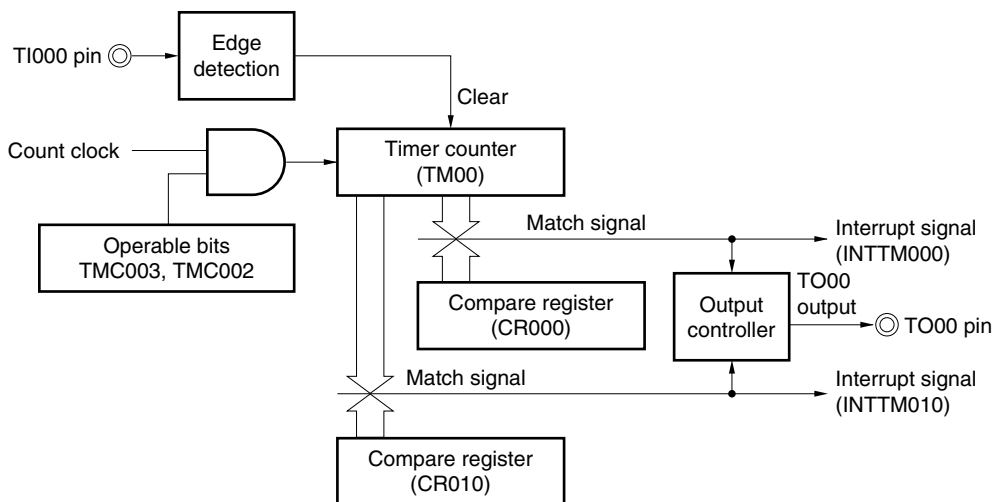 TI000 pin
Edge
detection
Clear
Count clock
Timer counter
(TM00)
Operable bits
TMC003, TMC002
Match signal
Interrupt signal
(INTTM000)
Compare register
(CR000)
Output
controller
TO00
output
TO00 pin
Match signal
Interrupt signal
(INTTM010)
Compare register
(CR010)